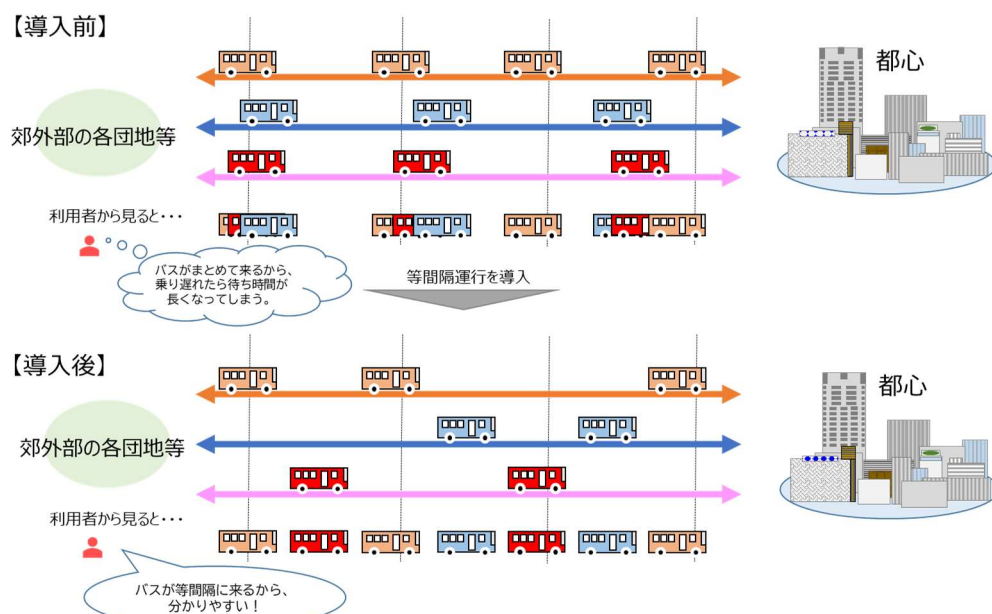 【導入前】
都心
郊外部の各団地等
利用者から見ると・・・
バスがまとめて来るから、
乗り遅れたら待ち時間が
長くなってしまう。
等間隔運行を導入
【導入後】
都心
郊外部の各団地等
利用者から見ると・・・
バスが等間隔に来るから、
分かりやすい！